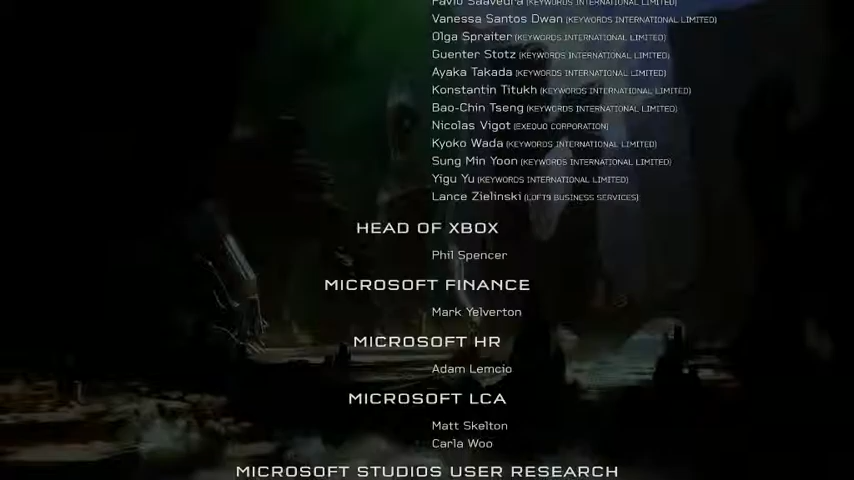 Vanessa Santos Dwan (KEYWORDS INTERNATIONAL LIMITED)
Olga Spraiter (KEYWORDS INTERNATIONAL LIMITED)
Guenter Stotz (KEYWORDS INTERNATIONAL LIMITED)
Ayaka Takada (KEYWORDS INTERNATIONAL LIMITED)
Konstantin Titukh (KEYWORDS INTERNATIONAL LIMITED)
Bao-Chin Tseng (KEYWORDS INTERNATIONAL LIMITED)
Nicolas Vigot (EXEQUO CORPORATION)
Kyoko Wada (KEYWORDS INTERNATIONAL LIMITED)
Sung Min Yoon (KEYWORDS INTERNATIONAL LIMITED)
Yigu Yu (KEYWORDS INTERNATIONAL LIMITED)
Lance Zielinski (LOFT9 BUSINESS SERVICES)
HEAD OF XBOX
Phil Spencer
MICROSOFT FINANCE
Mark Yelverton
MICROSOFT HR
Adam Lemcio
MICROSOFT LCA
Matt Skelton
Carla Woo
MICROSOFT STUDIOS USER RESEARCH